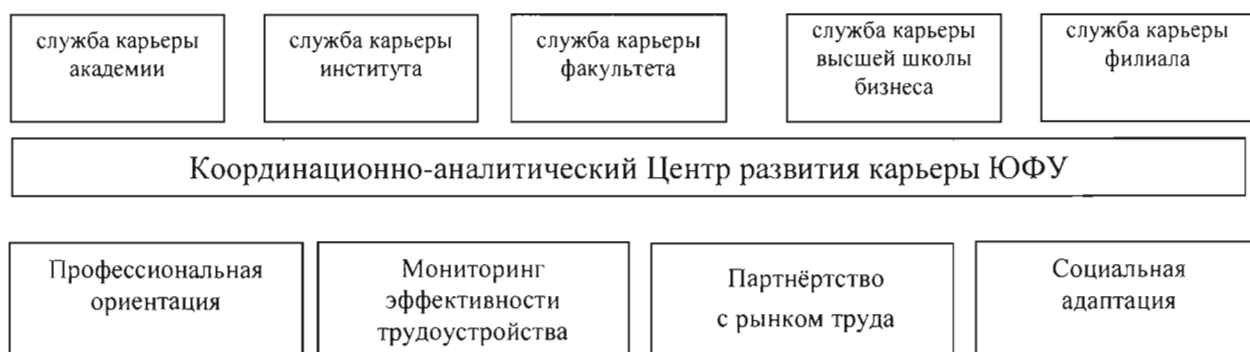 служба карьеры
академии
служба карьеры
института
служба карьеры
факультета
служба карьеры
высшей школы
бизнеса
служба карьеры
филиала
Координационно-аналитический Центр развития карьеры ЮФУ
Профессиональная
ориентация
Мониторинг
эффективности
трудоустройства
Партнёртство
с рынком труда
Социальная
адаптация